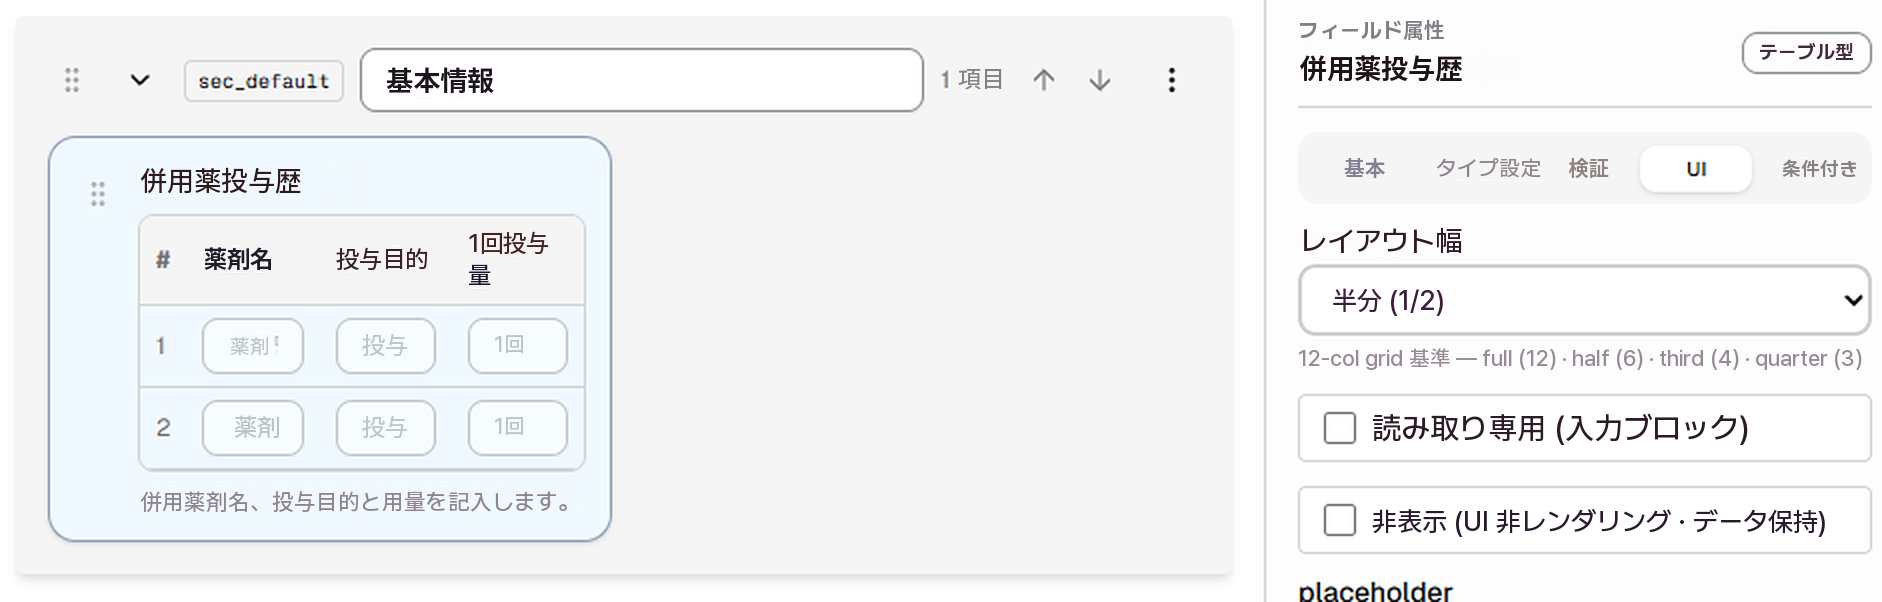 sec_default
基本情報
1 項目
併用薬投与歴
# 薬剤名 投与目的 1回投与
量
1 薬剤 投与 1回
2 薬剤 投与 1回
併用薬剤名、投与目的と用量を記入します。
フィールド属性
併用薬投与歴
テーブル型
基本 タイプ設定 検証 UI 条件付き
レイアウト幅
半分 (1/2)
12-col grid 基準 — full (12) · half (6) · third (4) · quarter (3)
読み取り専用 (入力ブロック)
非表示 (UI 非レンダリング · データ保持)
placeholder